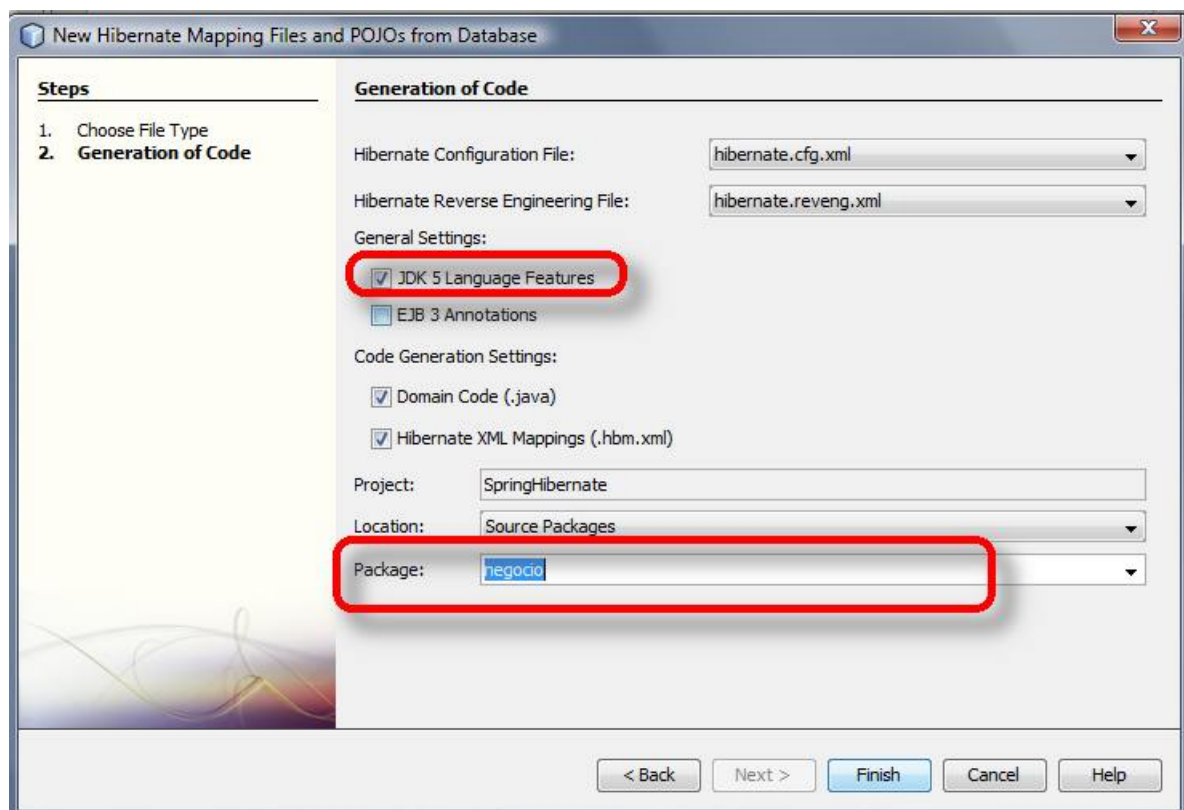 New Hibernate Mapping Files and POJOs from Database
Steps
1. Choose File Type
2. Generation of Code
Generation of Code
Hibernate Configuration File: hibernate.cfg.xml
Hibernate Reverse Engineering File: hibernate.reveng.xml
General Settings:
JDK 5 Language Features
EJB 3 Annotations
Code Generation Settings:
Domain Code (.java)
Hibernate XML Mappings (.hbm.xml)
Project: SpringHibernate
Location: Source Packages
Package: negocio
< Back Next > Finish Cancel Help